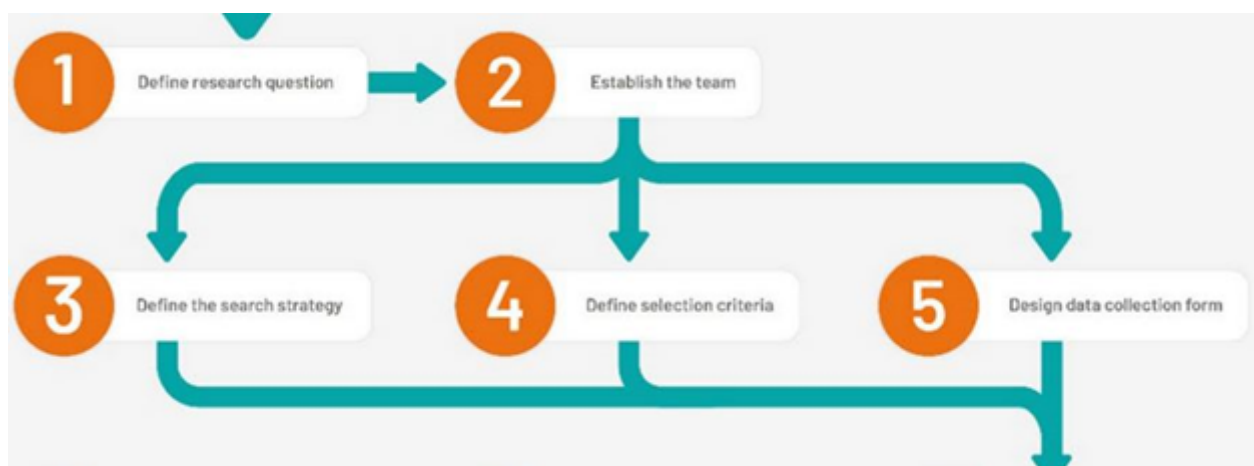 1 Define research question
2 Establish the team
3 Define the search strategy
4 Define selection criteria
5 Design data collection form